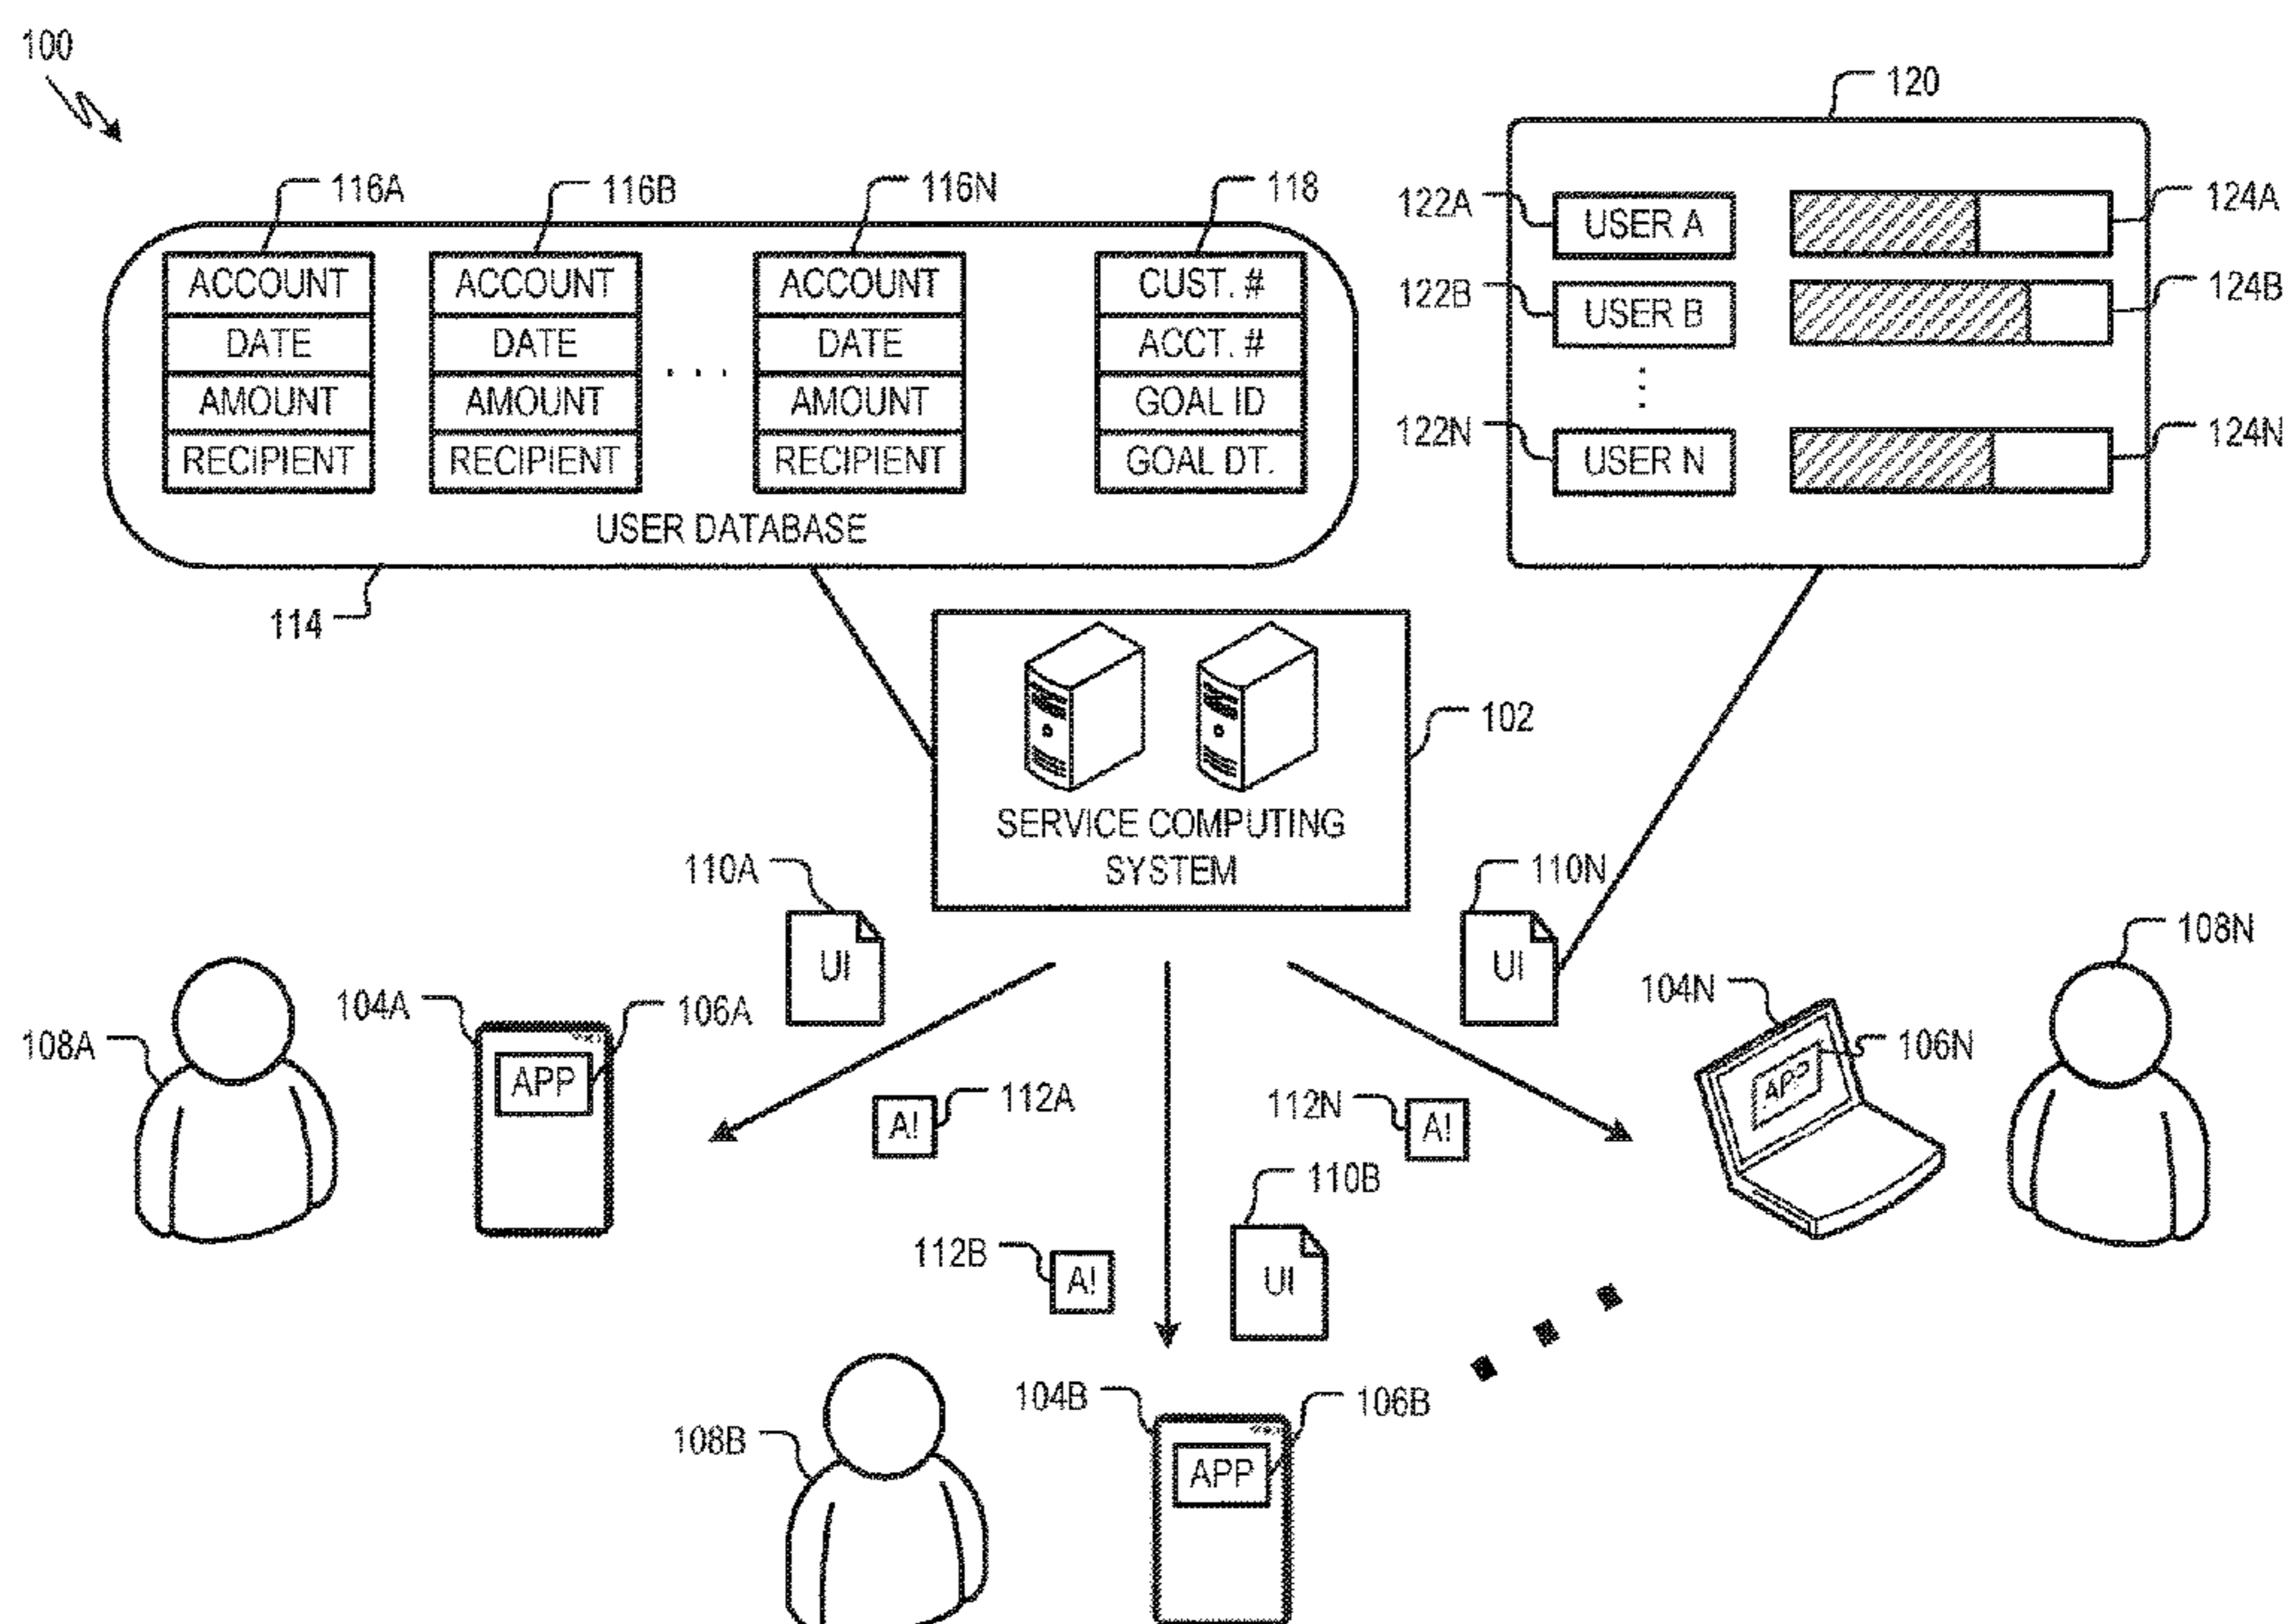 100
120
116A
116B
116N
118
122A
USER A
124A
122B
USER B
124B
122N
USER N
124N
ACCOUNT
DATE
AMOUNT
RECIPIENT
ACCOUNT
DATE
AMOUNT
RECIPIENT
. . .
ACCOUNT
DATE
AMOUNT
RECIPIENT
CUST. #
ACCT. #
GOAL ID
GOAL DT.
USER DATABASE
114
102
SERVICE COMPUTING
SYSTEM
110A
UI
110N
UI
108A
104A
106A
APP
112A
A!
112N
A!
104N
106N
APP
108N
112B
A!
110B
UI
108B
104B
106B
APP